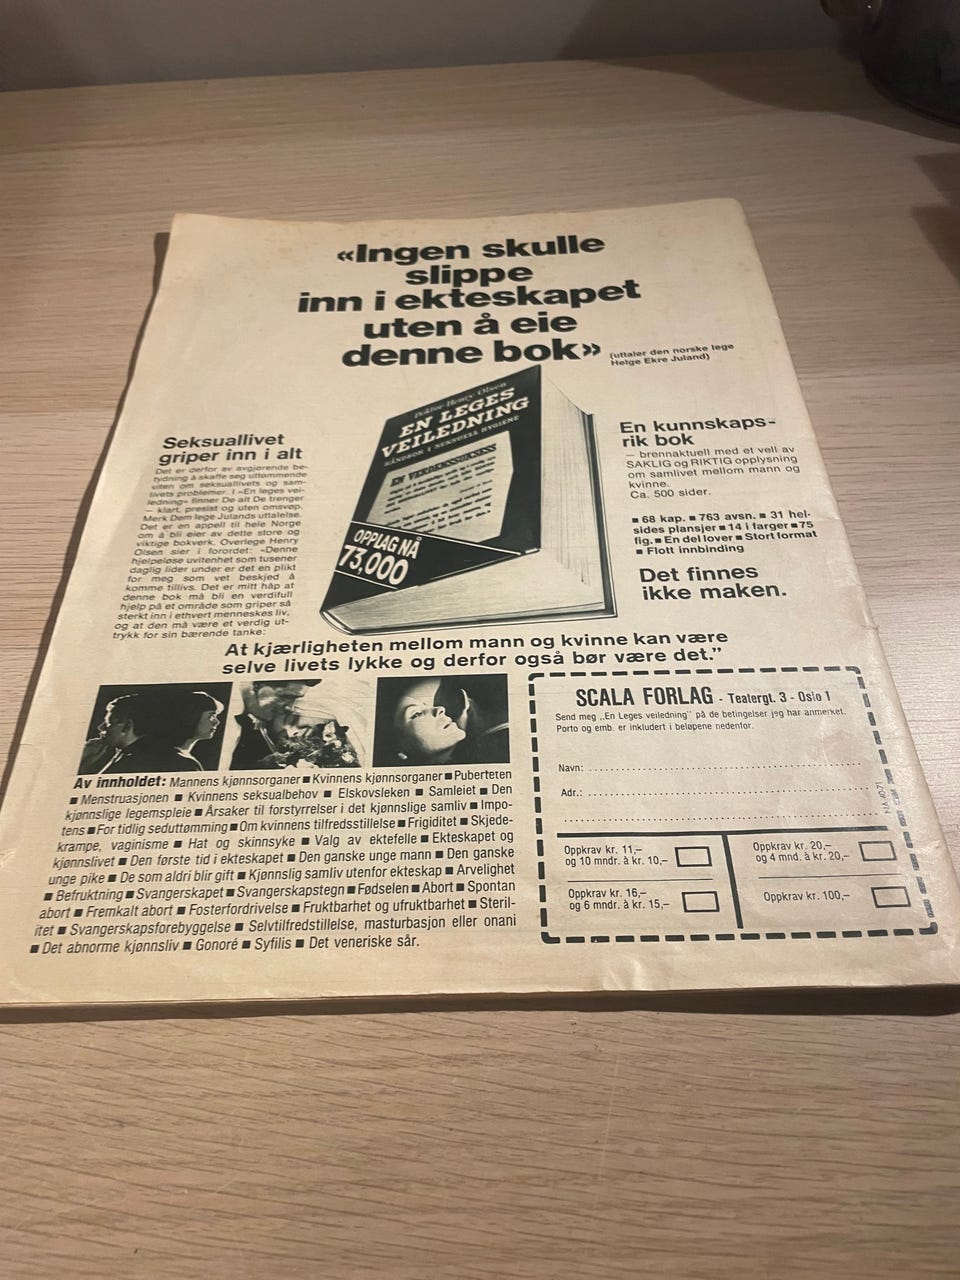 «Ingen skulle
slippe
inn i ekteskapet
uten å eie
denne bok»
(uttaler den norske lege
Helge Ekre Juland)
Seksuallivet
griper inn i alt
Det er derfor av avgjørende be-
tydning å skaffe seg uttømmende
viten om seksuallivets og sam-
livets problemer. I «En leges vei-
ledning» finner De alt De trenger
— klart, presist og uten omsvøp.
Merk Dem lege Julands uttalelse.
Det er en appell til hele Norge
om å bli eier av dette store og
viktige bokverk. Overlege Henry
Olsen sier i forordet: «Denne
hjelpeløse uvitenhet som tusener
daglig lider under er det en plikt
for meg som vet beskjed å
komme tillivs. Det er mitt håp at
denne bok må bli en verdifull
hjelp på et område som griper så
sterkt inn i ethvert menneskes liv,
og at den må være et verdig ut-
trykk for sin bærende tanke:
Doktor Henry Olsen
EN LEGES
VEILEDNING
HÅNDBOK I SEKSUELL HYGIENE
EN VERDENSSUKSESS
OPPLAG NÅ
73,000
En kunnskaps-
rik bok
— brennaktuell med et vell av
SAKLIG og RIKTIG opplysning
om samlivet mellom mann og
kvinne.
Ca. 500 sider.
■ 68 kap. ■ 763 avsn. ■ 31 hel-
sides plansjer ■ 14 i farger ■ 75
fig. ■ En del lover ■ Stort format
■ Flott innbinding
Det finnes
ikke maken.
At kjærligheten mellom mann og kvinne kan være
selve livets lykke og derfor også bør være det.”
Av innholdet: Mannens kjønnsorganer ■ Kvinnens kjønnsorganer ■ Puberteten
■ Menstruasjonen ■ Kvinnens seksualbehov ■ Elskovsleken ■ Samleiet ■ Den
kjønnslige legemspleie ■ Årsaker til forstyrrelser i det kjønnslige samliv ■ Impo-
tens ■ For tidlig seduttømming ■ Om kvinnens tilfredsstillelse ■ Frigiditet ■ Skjede-
krampe, vaginisme ■ Hat og skinnsyke ■ Valg av ektefelle ■ Ekteskapet og
kjønnslivet ■ Den første tid i ekteskapet ■ Den ganske unge mann ■ Den ganske
unge pike ■ De som aldri blir gift ■ Kjønnslig samliv utenfor ekteskap ■ Arvelighet
■ Befruktning ■ Svangerskapet ■ Svangerskapstegn ■ Fødselen ■ Abort ■ Spontan
abort ■ Fremkalt abort ■ Fosterfordrivelse ■ Fruktbarhet og ufruktbarhet ■ Steril-
itet ■ Svangerskapsforebyggelse ■ Selvtilfredstillelse, masturbasjon eller onani
■ Det abnorme kjønnsliv ■ Gonoré ■ Syfilis ■ Det veneriske sår.
SCALA FORLAG - Teatergt. 3 - Oslo 1
Send meg „En Leges veiledning” på de betingelser jeg har anmerket.
Porto og emb. er inkludert i beløpene nedenfor.
Navn:
Adr.:
Oppkrav kr. 11,–
og 10 mndr. à kr. 10,–
Oppkrav kr. 20,–
og 4 mnd. à kr. 20,–
Oppkrav kr. 16,–
og 6 mndr. à kr. 15,–
Oppkrav kr. 100,–